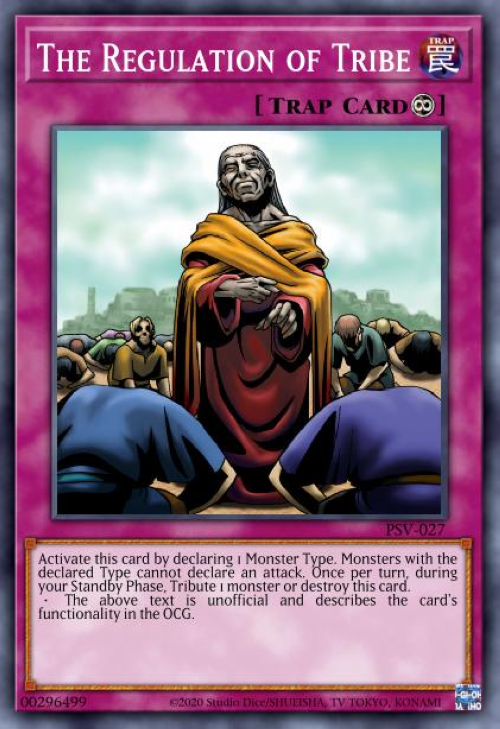 THE REGULATION OF TRIBE
TRAP
罠
[TRAP CARD]
PSV-027
Activate this card by declaring 1 Monster Type. Monsters with the
declared Type cannot declare an attack. Once per turn, during
your Standby Phase, Tribute 1 monster or destroy this card.
- The above text is unofficial and describes the card's
functionality in the OCG.
00296499
©2020 Studio Dice/SHUEISHA, TV TOKYO, KONAMI